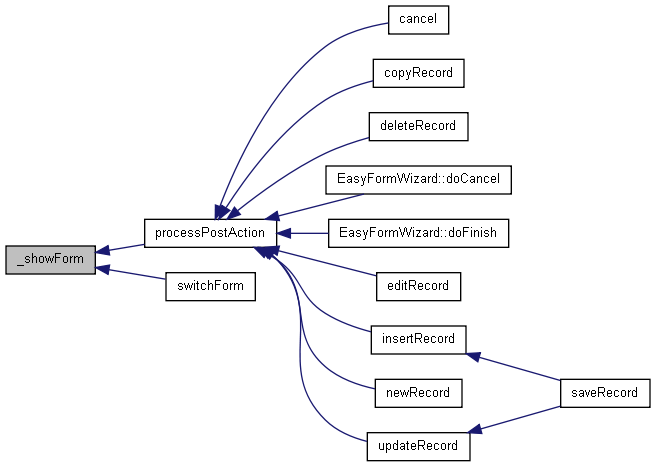 cancel
copyRecord
deleteRecord
EasyFormWizard::doCancel
processPostAction
EasyFormWizard::doFinish
_showForm
switchForm
editRecord
insertRecord
saveRecord
newRecord
updateRecord